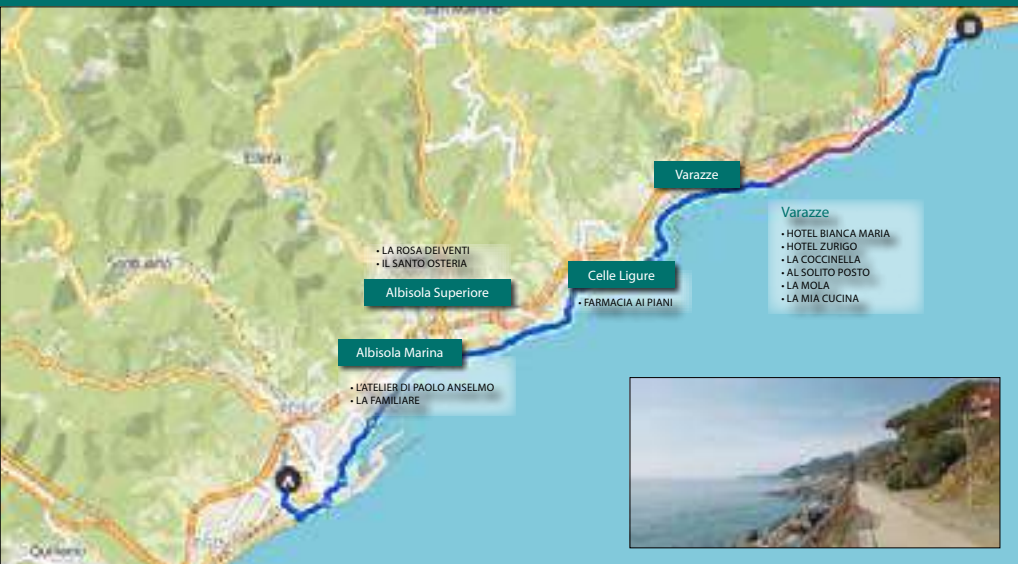 Varazze
Varazze
• HOTEL BIANCA MARIA
• HOTEL ZURIGO
• LA COCCINELLA
• AL SOLITO POSTO
• LA MOLA
• LA MIA CUCINA
• LA ROSA DEI VENTI
• IL SANTO OSTERIA
Albisola Superiore
Celle Ligure
• FARMACIA AI PIANI
Albisola Marina
• L'ATELIER DI PAOLO ANSELMO
• LA FAMILIARE
Quiliano